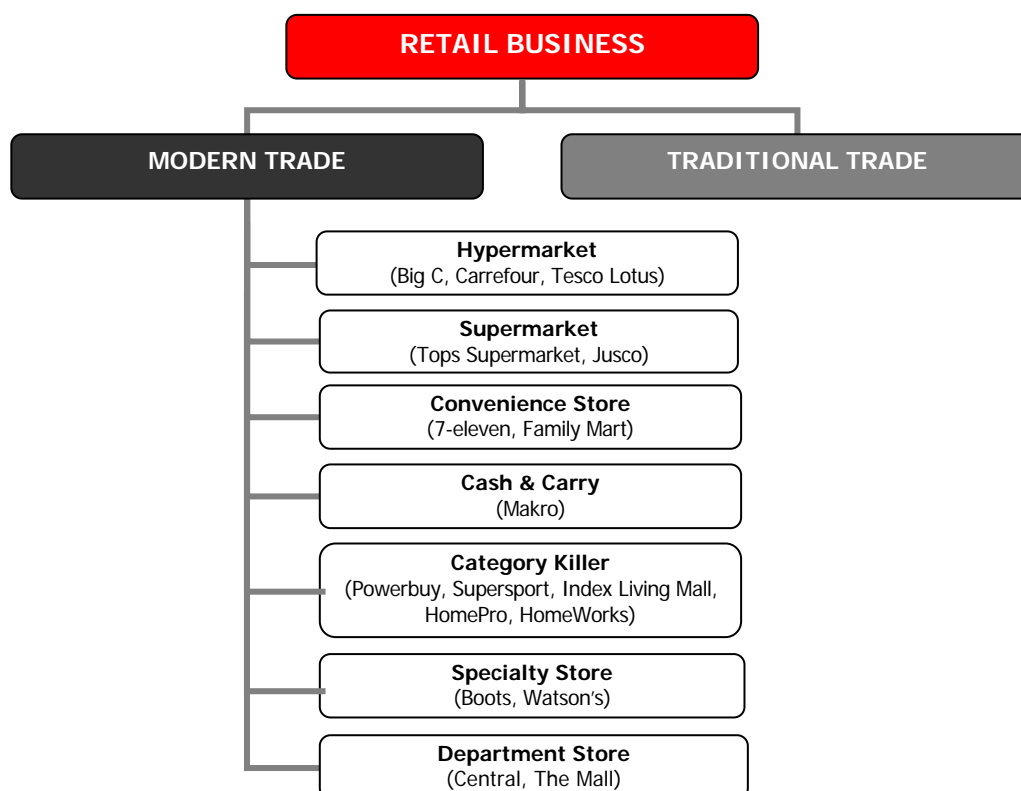 RETAIL BUSINESS
MODERN TRADE
TRADITIONAL TRADE
Hypermarket
(Big C, Carrefour, Tesco Lotus)
Supermarket
(Tops Supermarket, Jusco)
Convenience Store
(7-eleven, Family Mart)
Cash & Carry
(Makro)
Category Killer
(Powerbuy, Supersport, Index Living Mall,
HomePro, HomeWorks)
Specialty Store
(Boots, Watson's)
Department Store
(Central, The Mall)